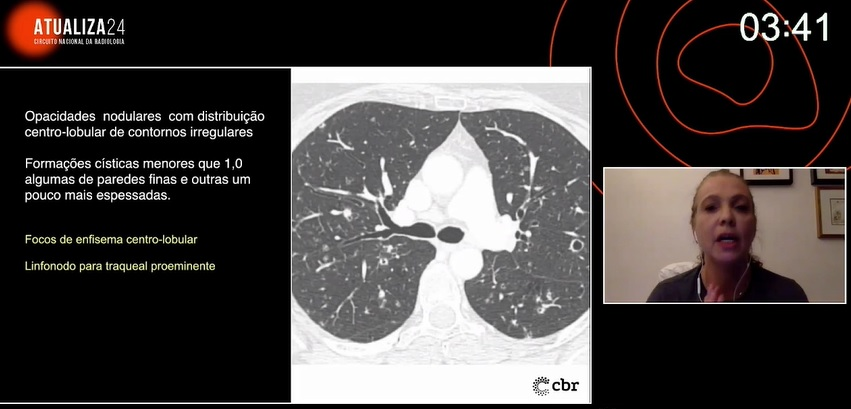 ATUALIZA24
CIRCUITO NACIONAL DA RADIOLOGIA
03:41
Opacidades nodulares com distribuição
centro-lobular de contornos irregulares
Formações císticas menores que 1,0
algumas de paredes finas e outras um
pouco mais espessadas.
Focos de enfisema centro-lobular
Linfonodo para traqueal proeminente
cbr